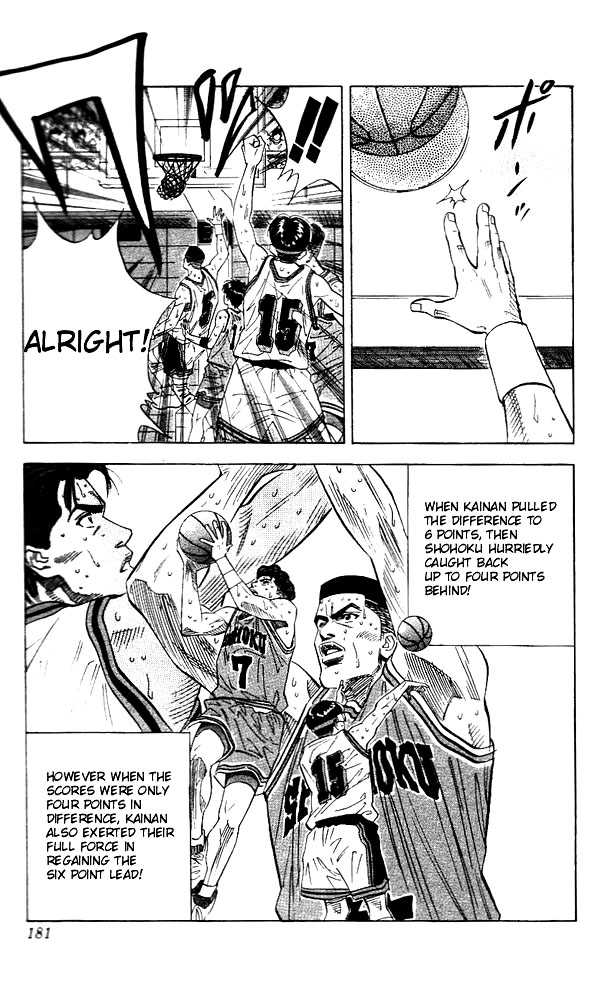 !!
ALRIGHT!
15
WHEN KAINAN PULLED
THE DIFFERENCE TO
6 POINTS, THEN
SHOHOKU HURRIEDLY
CAUGHT BACK
UP TO FOUR POINTS
BEHIND!
7
15
HOWEVER WHEN THE
SCORES WERE ONLY
FOUR POINTS IN
DIFFERENCE, KAINAN
ALSO EXERTED THEIR
FULL FORCE IN
REGAINING THE
SIX POINT LEAD!
181